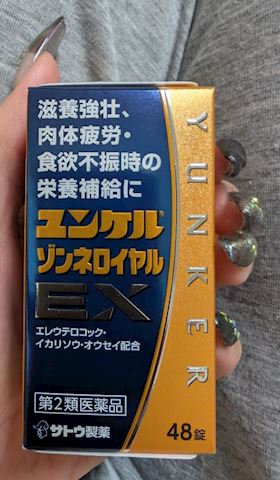 滋養強壮、
肉体疲労・
食欲不振時の
栄養補給に
ユンケル
ゾンネロイヤル
EX
エレウテロコック・
イカリソウ・オウセイ配合
第2類医薬品
サトウ製薬
48錠
YUNKER